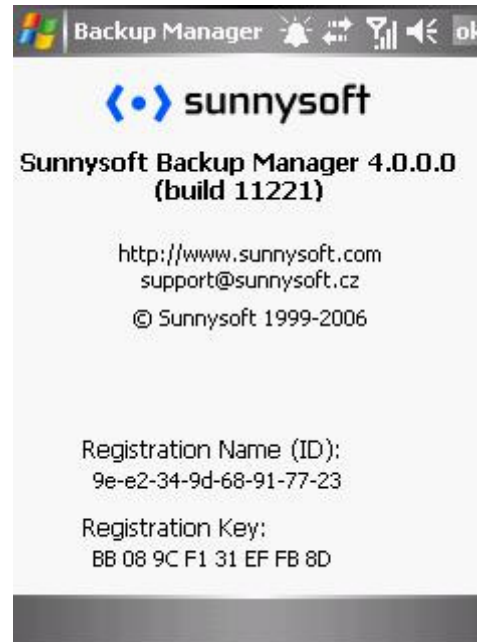 Backup Manager ok
sunnysoft
Sunnysoft Backup Manager 4.0.0.0
(build 11221)
http://www.sunnysoft.com
support@sunnysoft.cz
© Sunnysoft 1999-2006
Registration Name (ID):
9e-e2-34-9d-68-91-77-23
Registration Key:
BB 08 9C F1 31 EF FB 8D